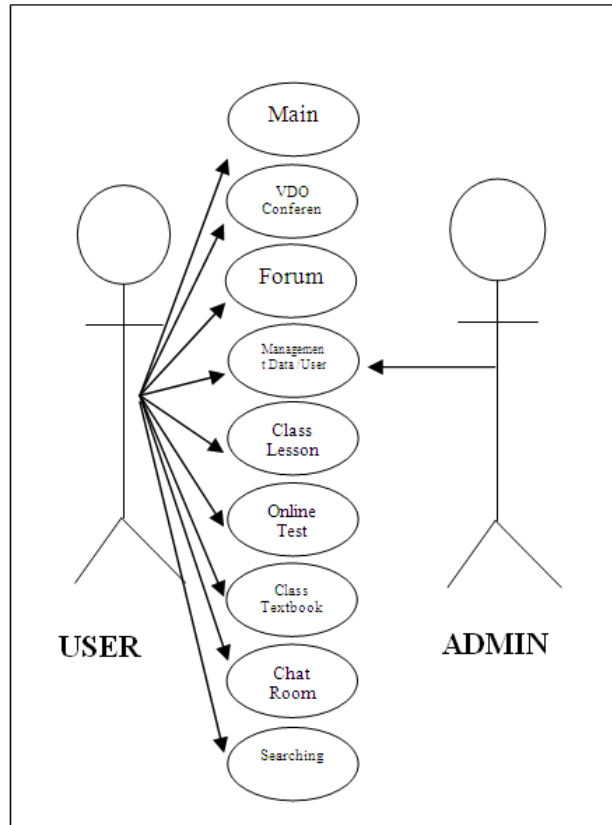 Main
VDO
Conferen
Forum
Managemen
t Data /User
Class
Lesson
Online
Test
Class
Textbook
Chat
Room
Searching
USER
ADMIN